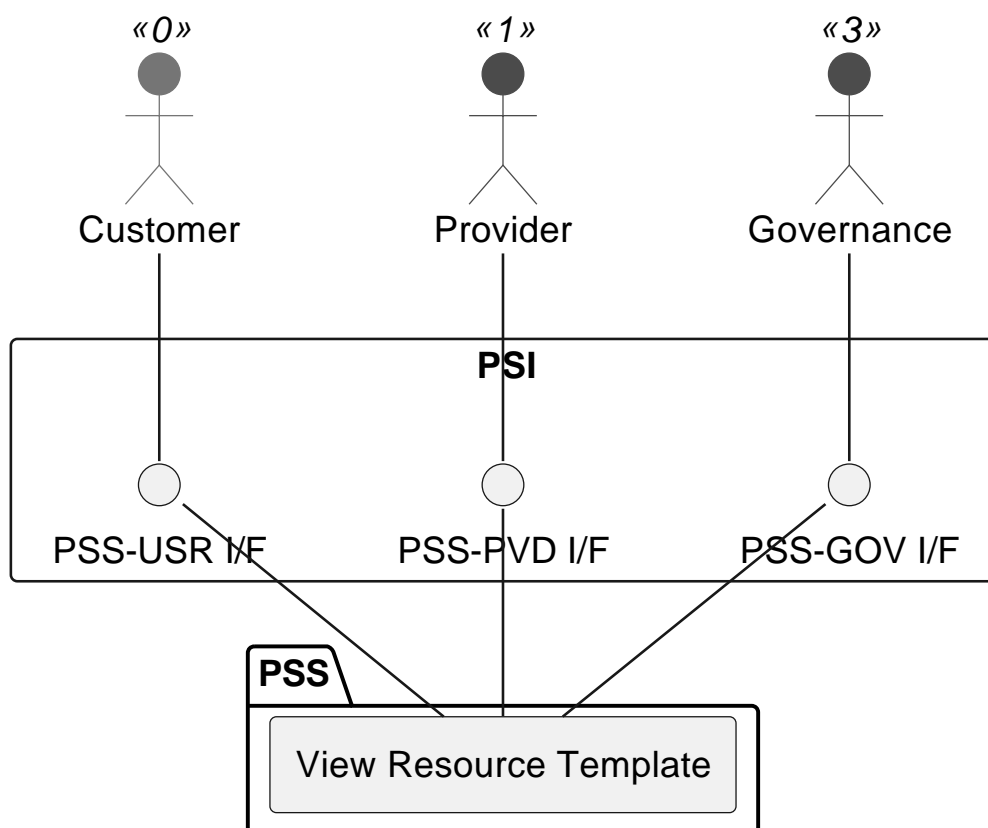 «0»
«1»
«3»
Customer
Provider
Governance
PSI
PSS-USR I/F
PSS-PVD I/F
PSS-GOV I/F
PSS
View Resource Template